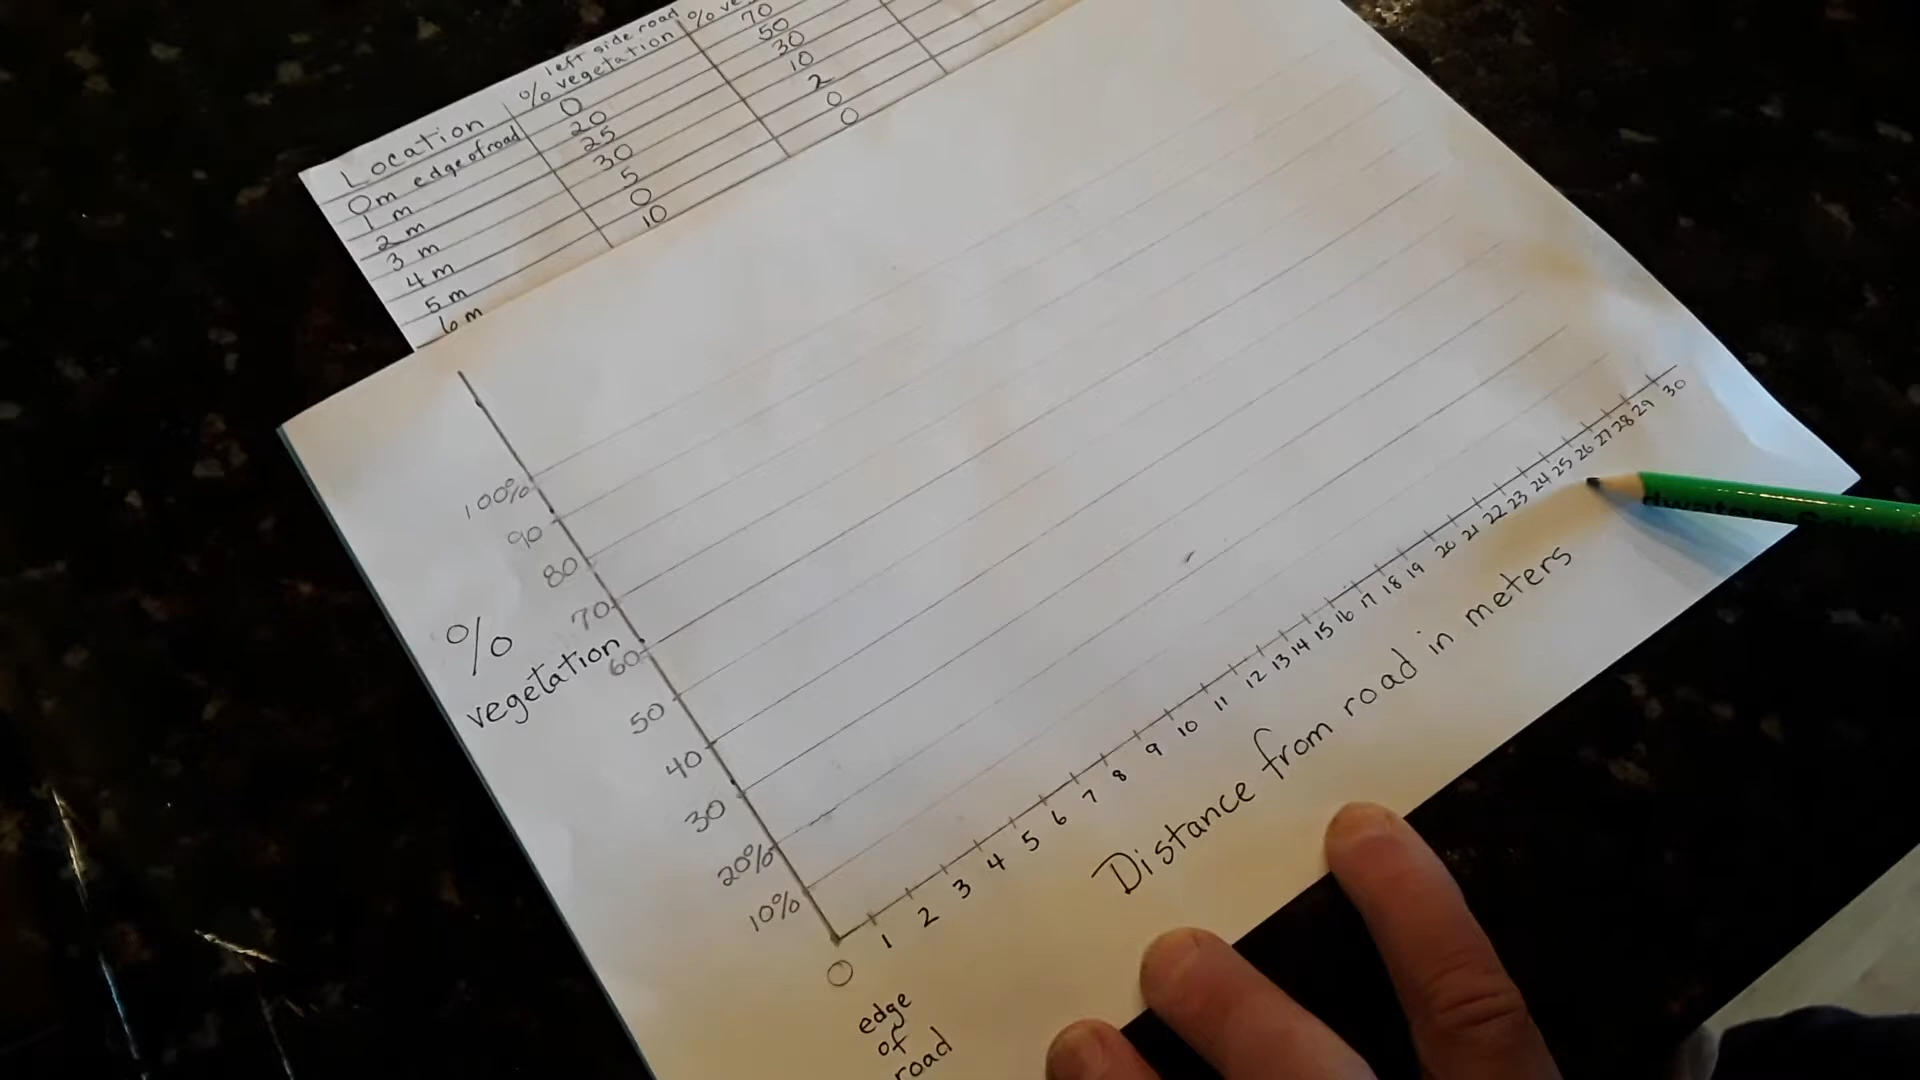 Location
left side road
% vegetation
0m edge of road
0
70
1 m
20
50
2 m
25
30
3 m
30
10
4 m
5
2
5 m
0
0
6 m
10
0
100%
90
80
70
60
50
40
30
20%
10%
%
vegetation
0
1 2 3 4 5 6 7 8 9 10 11 12 13 14 15 16 17 18 19 20 21 22 23 24 25 26 27 28 29 30
edge
of
road
Distance from road in meters